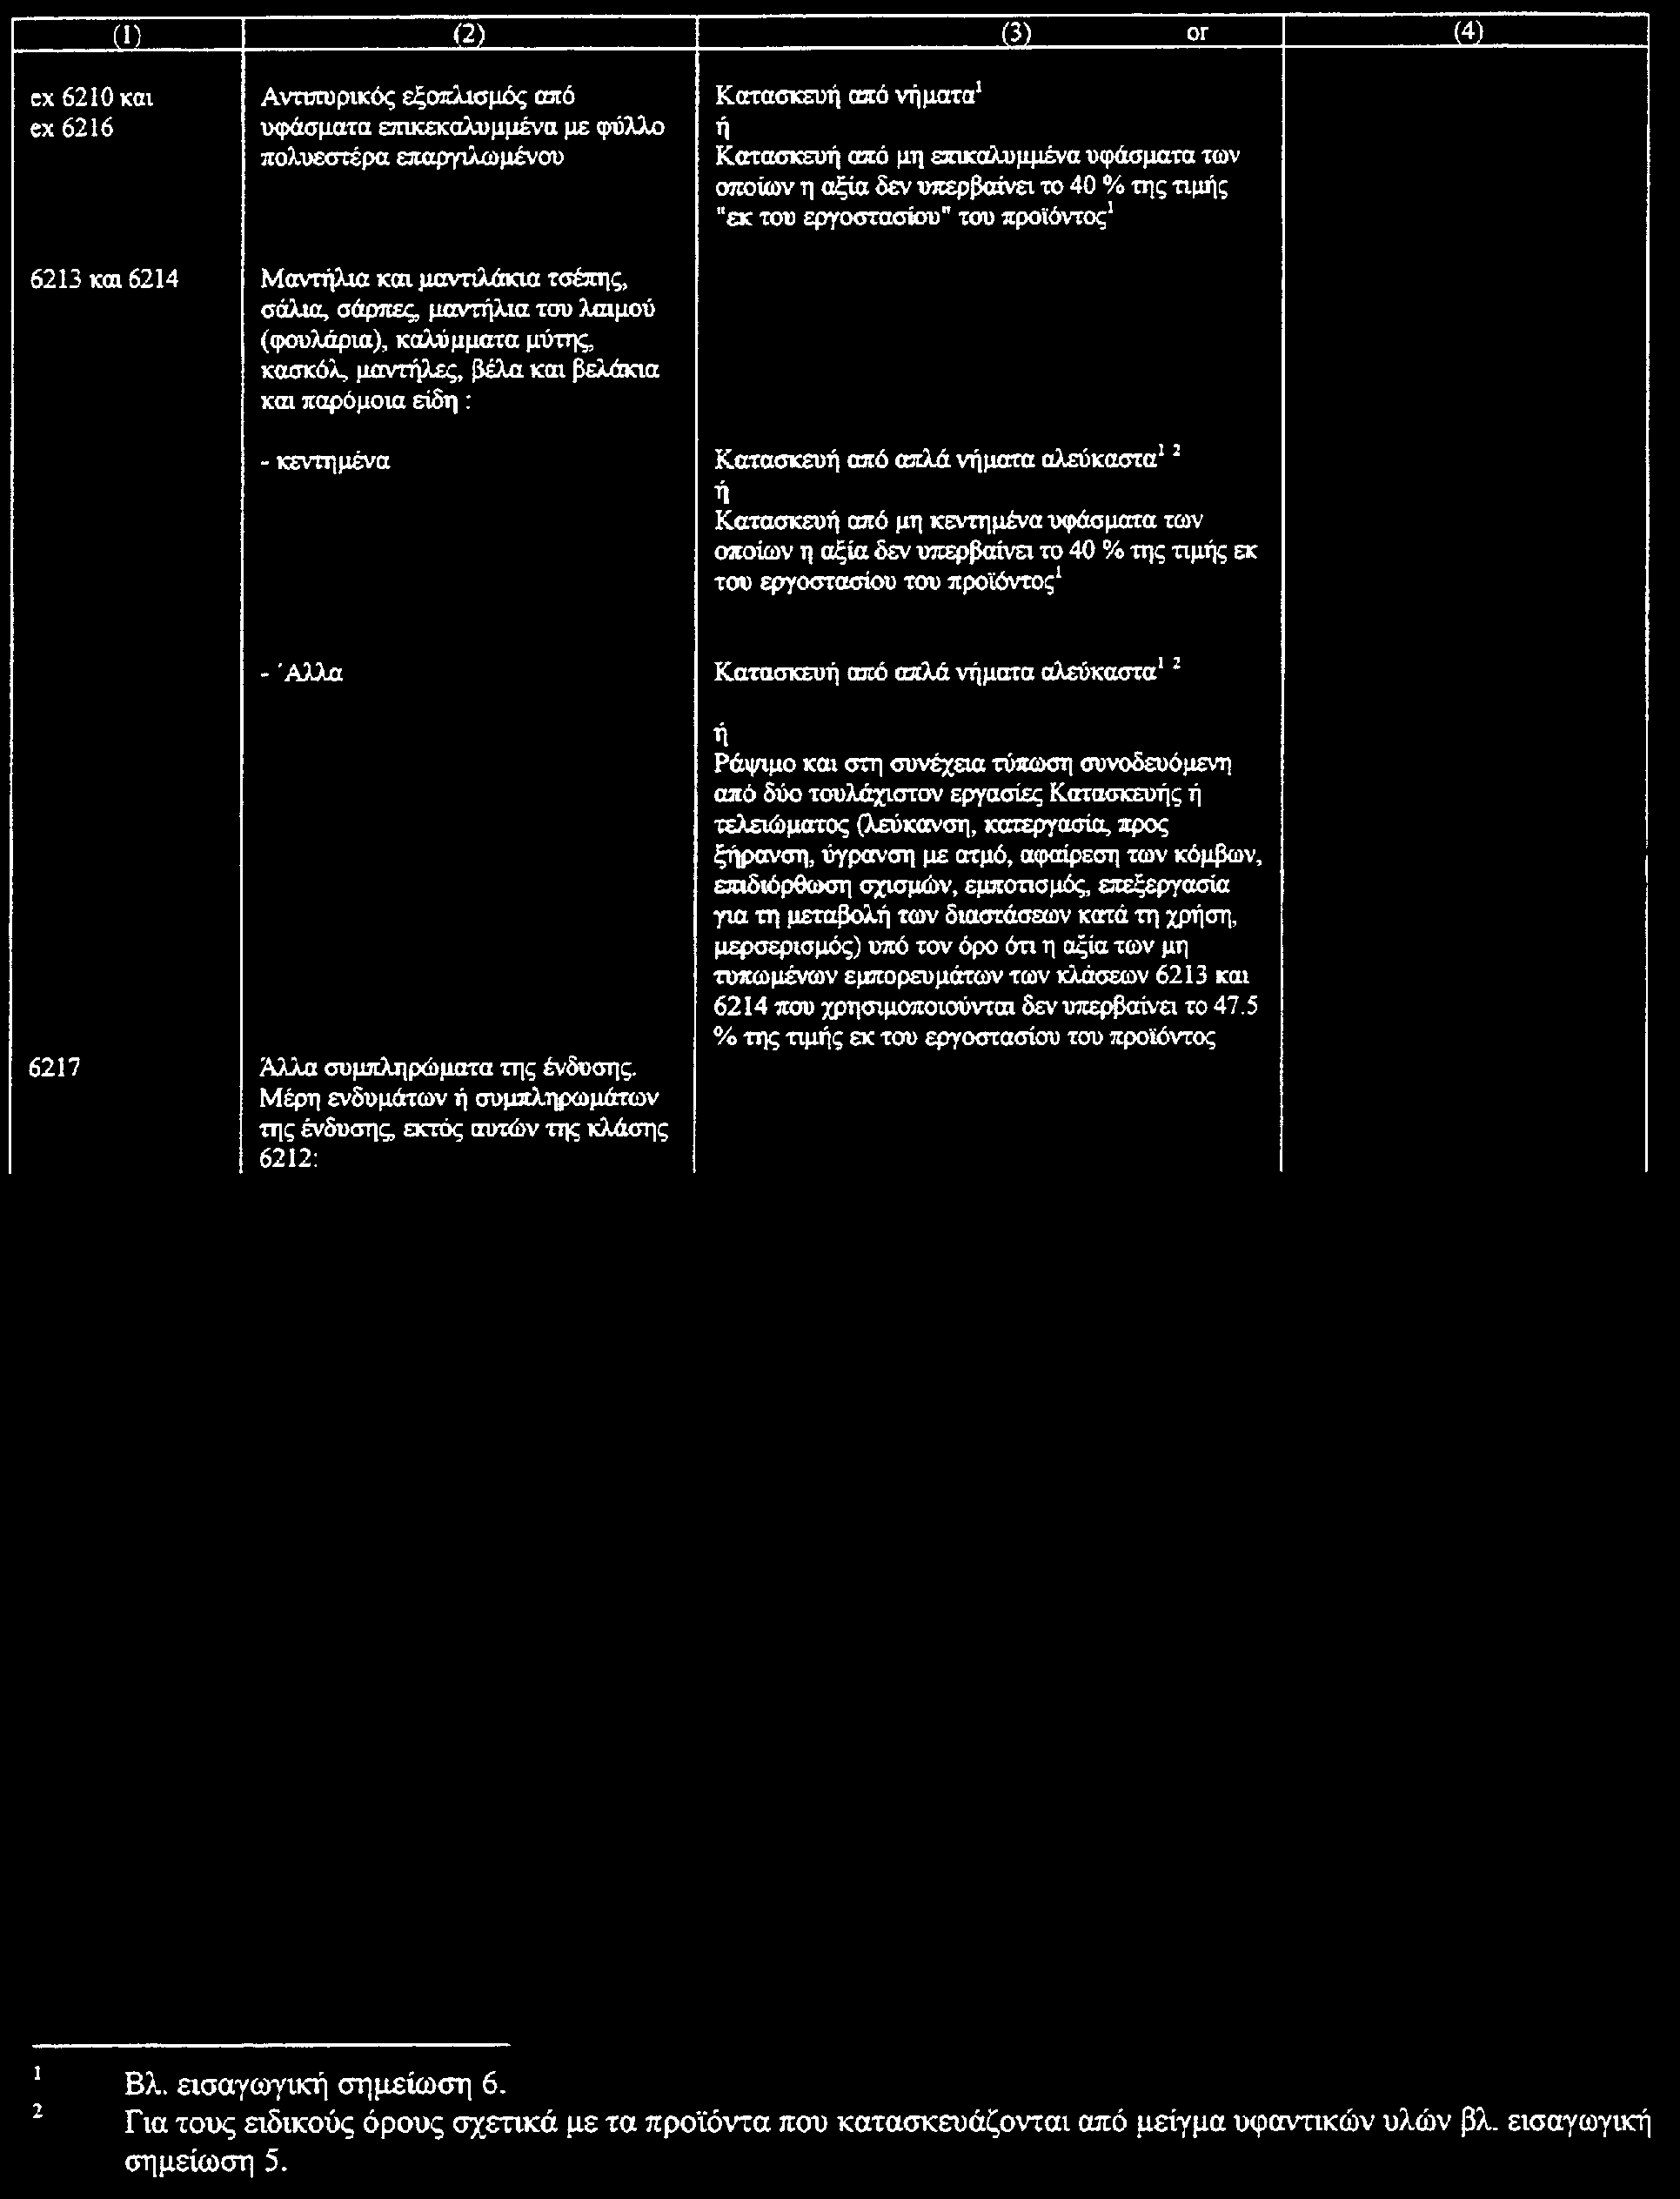 (1) (2) (3) or (4)
ex 6210 και
ex 6216
Αντιπυρικός εξοπλισμός από
υφάσματα επικεκαλυμμένα με φύλλο
πολυεστέρα επαργιλωμένου
Κατασκευή από νήματα¹
ή
Κατασκευή από μη επικαλυμμένα υφάσματα των
οποίων η αξία δεν υπερβαίνει το 40 % της τιμής
"εκ του εργοστασίου" του προϊόντος¹
6213 και 6214
Μαντήλια και μαντιλάκια τσέπης,
σάλια, σάρπες, μαντήλια του λαιμού
(φουλάρια), καλύμματα μύτης,
κασκόλ, μαντήλες, βέλα και βελάκια
και παρόμοια είδη :
- κεντημένα
Κατασκευή από απλά νήματα αλεύκαστα¹ ²
ή
Κατασκευή από μη κεντημένα υφάσματα των
οποίων η αξία δεν υπερβαίνει το 40 % της τιμής εκ
του εργοστασίου του προϊόντος¹
- Άλλα
Κατασκευή από απλά νήματα αλεύκαστα¹ ²
ή
Ράψιμο και στη συνέχεια τύπωση συνοδευόμενη
από δύο τουλάχιστον εργασίες Κατασκευής ή
τελειώματος (λεύκανση, κατεργασία, προς
ξήρανση, ύγρανση με ατμό, αφαίρεση των κόμβων,
επιδιόρθωση σχισμών, εμποτισμός, επεξεργασία
για τη μεταβολή των διαστάσεων κατά τη χρήση,
μερσερισμός) υπό τον όρο ότι η αξία των μη
τυπωμένων εμπορευμάτων των κλάσεων 6213 και
6214 που χρησιμοποιούνται δεν υπερβαίνει το 47.5
% της τιμής εκ του εργοστασίου του προϊόντος
6217
Άλλα συμπληρώματα της ένδυσης.
Μέρη ενδυμάτων ή συμπληρωμάτων
της ένδυσης, εκτός αυτών της κλάσης
6212:
¹ Βλ. εισαγωγική σημείωση 6.
² Για τους ειδικούς όρους σχετικά με τα προϊόντα που κατασκευάζονται από μείγμα υφαντικών υλών βλ. εισαγωγική
σημείωση 5.